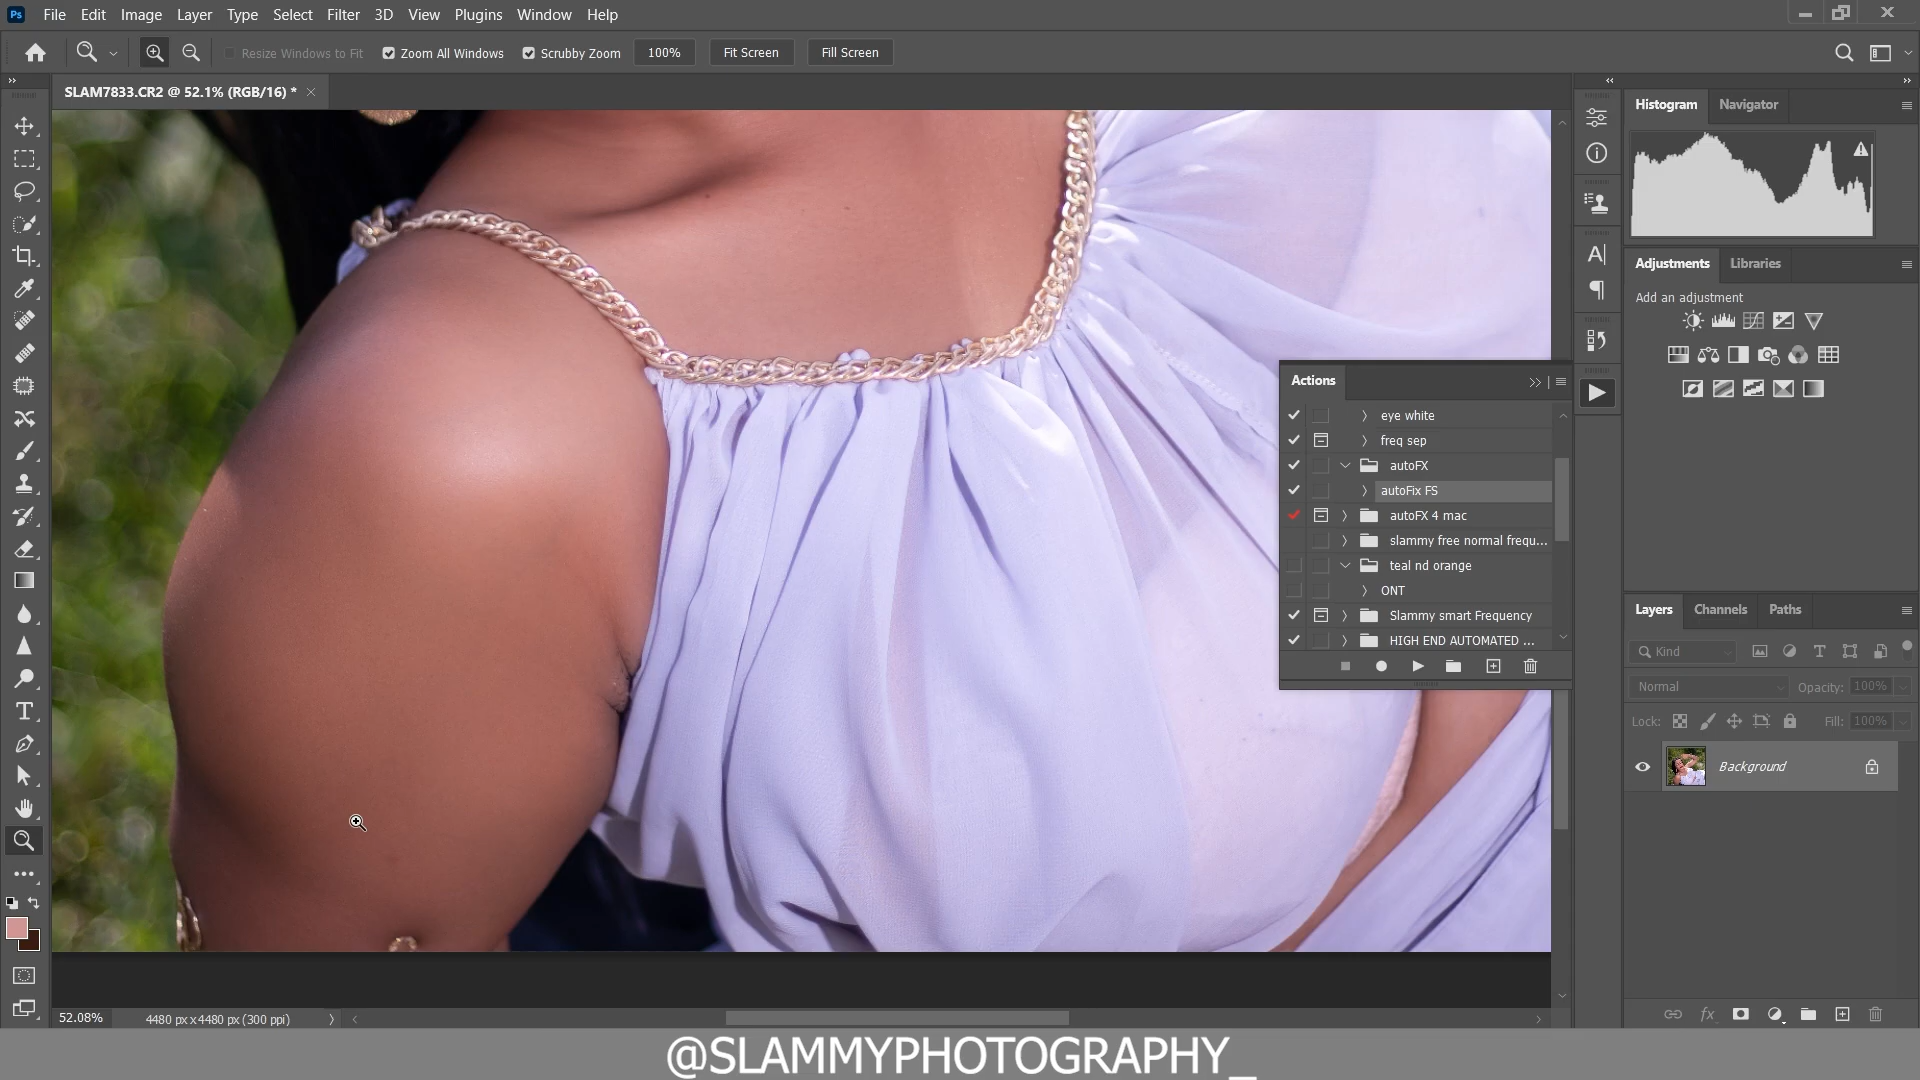 Ps File Edit Image Layer Type Select Filter 3D View Plugins Window Help
Resize Windows to Fit Zoom All Windows Scrubby Zoom 100% Fit Screen Fill Screen
SLAM7833.CR2 @ 52.1% (RGB/16) *
Histogram Navigator
Adjustments Libraries
Add an adjustment
Actions
eye white
freq sep
autoFX
autoFix FS
autoFX 4 mac
slammy free normal frequ...
teal nd orange
ONT
Slammy smart Frequency
HIGH END AUTOMATED ...
Layers Channels Paths
Kind
Normal Opacity: 100%
Lock: Fill: 100%
Background
52.08% 4480 px x 4480 px (300 ppi)
@SLAMMYPHOTOGRAPHY_